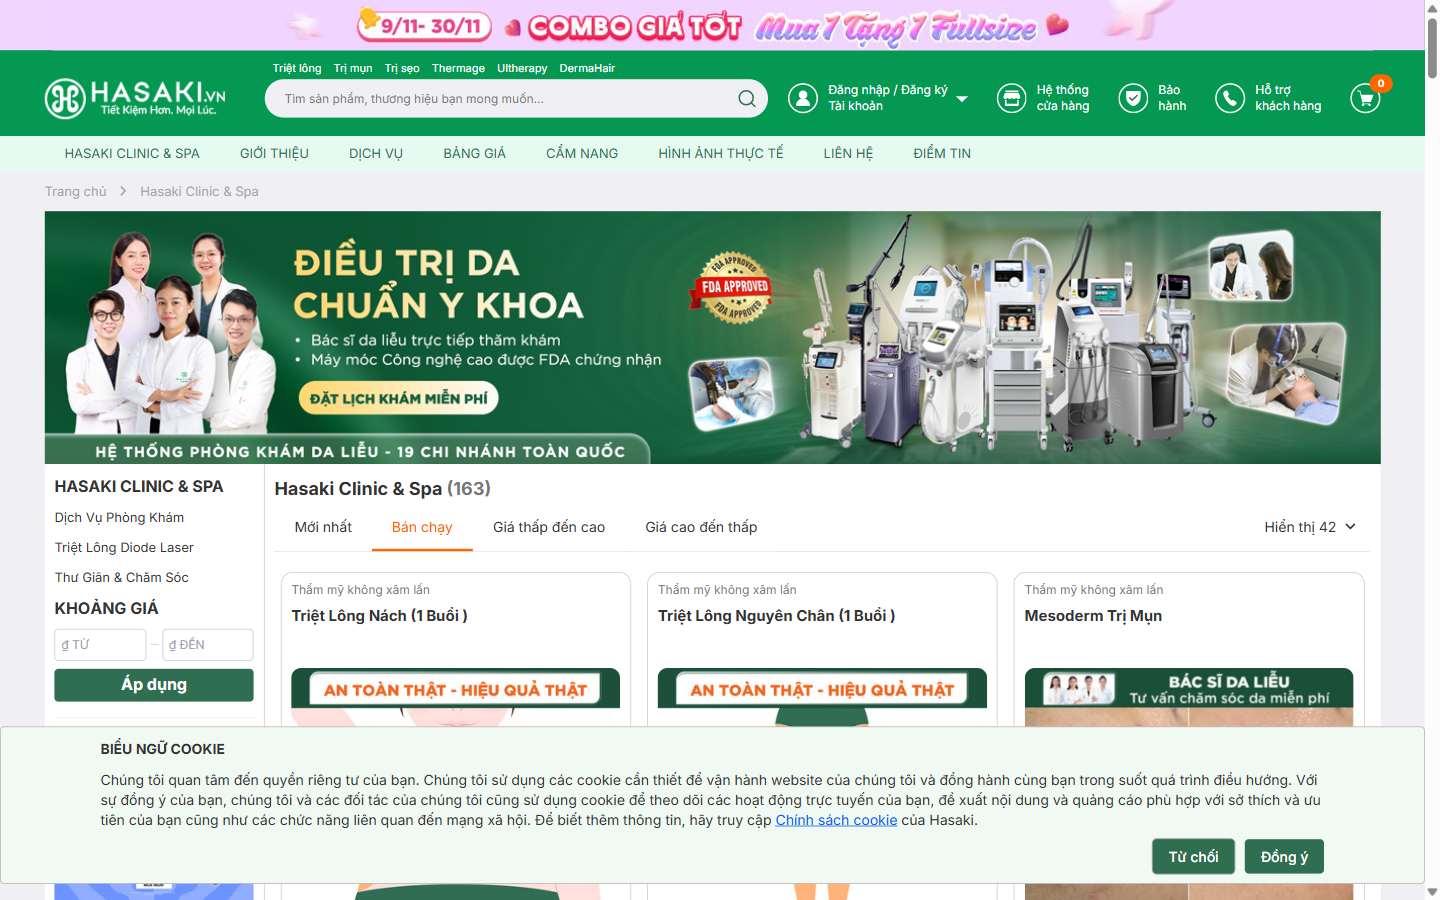 9/11- 30/11
COMBO GIÁ TỐT
Mua 1 Tặng 1 Fullsize
Triệt lông
Trị mụn
Trị sẹo
Thermage
Ultherapy
DermaHair
HASAKI.VN
Tiết Kiệm Hơn. Mọi Lúc.
Tìm sản phẩm, thương hiệu bạn mong muốn...
Đăng nhập / Đăng ký
Tài khoản
Hệ thống
cửa hàng
Bảo
hành
Hỗ trợ
khách hàng
0
HASAKI CLINIC & SPA
GIỚI THIỆU
DỊCH VỤ
BẢNG GIÁ
CẨM NANG
HÌNH ẢNH THỰC TẾ
LIÊN HỆ
ĐIỂM TIN
Trang chủ
Hasaki Clinic & Spa
ĐIỀU TRỊ DA
CHUẨN Y KHOA
• Bác sĩ da liễu trực tiếp thăm khám
• Máy móc Công nghệ cao được FDA chứng nhận
ĐẶT LỊCH KHÁM MIỄN PHÍ
HỆ THỐNG PHÒNG KHÁM DA LIỄU - 19 CHI NHÁNH TOÀN QUỐC
FDA APPROVED
FDA APPROVED
FDA APPROVED
HASAKI CLINIC & SPA
Dịch Vụ Phòng Khám
Triệt Lông Diode Laser
Thư Giãn & Chăm Sóc
KHOẢNG GIÁ
₫ TỪ
₫ ĐẾN
Áp dụng
Hasaki Clinic & Spa (163)
Mới nhất
Bán chạy
Giá thấp đến cao
Giá cao đến thấp
Hiển thị 42
Thẩm mỹ không xâm lấn
Triệt Lông Nách (1 Buổi )
AN TOÀN THẬT - HIỆU QUẢ THẬT
Thẩm mỹ không xâm lấn
Triệt Lông Nguyên Chân (1 Buổi )
AN TOÀN THẬT - HIỆU QUẢ THẬT
Thẩm mỹ không xâm lấn
Mesoderm Trị Mụn
BÁC SĨ DA LIỄU
Tư vấn chăm sóc da miễn phí
BIỂU NGỮ COOKIE
Chúng tôi quan tâm đến quyền riêng tư của bạn. Chúng tôi sử dụng các cookie cần thiết để vận hành website của chúng tôi và đồng hành cùng bạn trong suốt quá trình điều hướng. Với
sự đồng ý của bạn, chúng tôi và các đối tác của chúng tôi cũng sử dụng cookie để theo dõi các hoạt động trực tuyến của bạn, đề xuất nội dung và quảng cáo phù hợp với sở thích và ưu
tiên của bạn cũng như các chức năng liên quan đến mạng xã hội. Để biết thêm thông tin, hãy truy cập Chính sách cookie của Hasaki.
Từ chối
Đồng ý